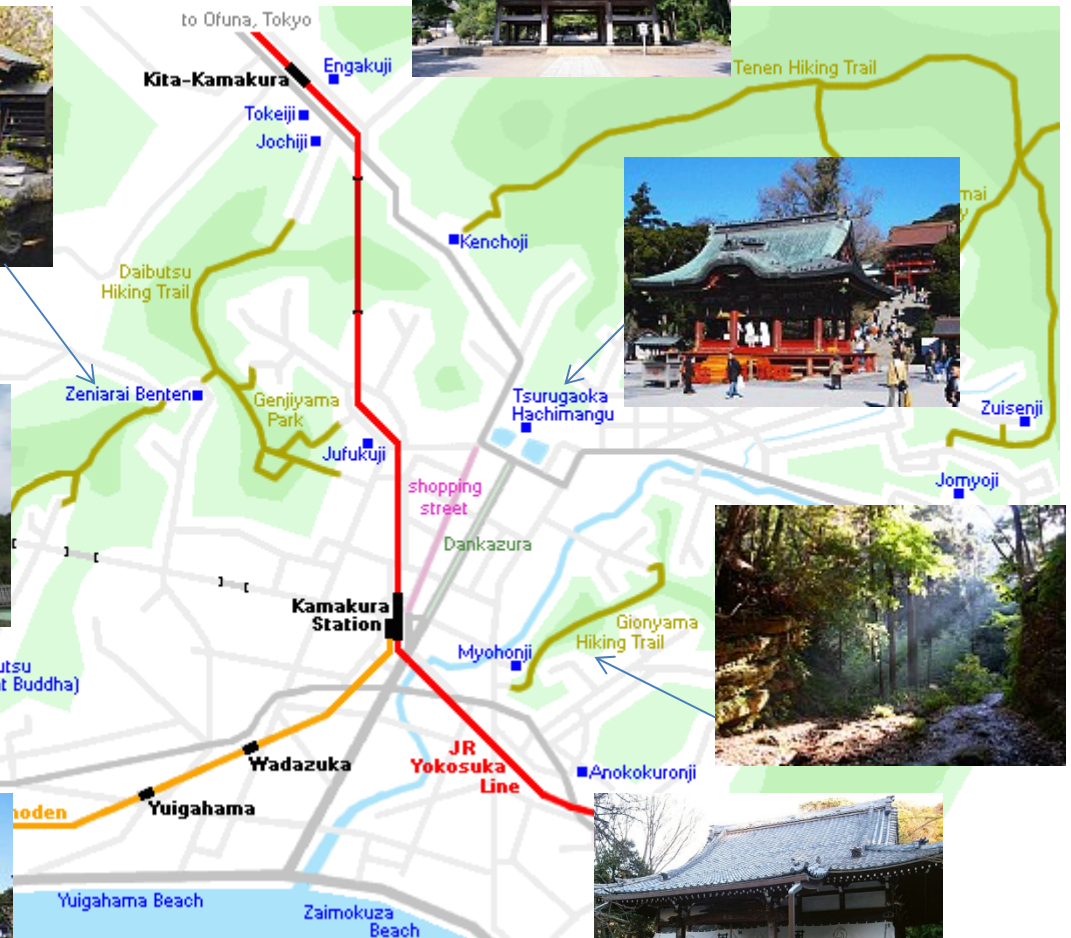 to Ofuna, Tokyo
Engakuji
Kita-Kamakura
Tenen Hiking Trail
Tokeiji
Jochiji
Kenchoji
Daibutsu
Hiking Trail
Zeniarai Benten
Tsurugaoka
Hachimangu
Genjiyama
Park
Zuisenji
Jufukuji
Jomyoji
shopping
street
Dankazura
Kamakura
Station
Gionyama
Hiking Trail
Myohonji
Buddha)
JR
Yokosuka
Line
Wadazuka
Anokokuronji
Yuigahama
Yuigahama Beach
Zaimokuza
Beach